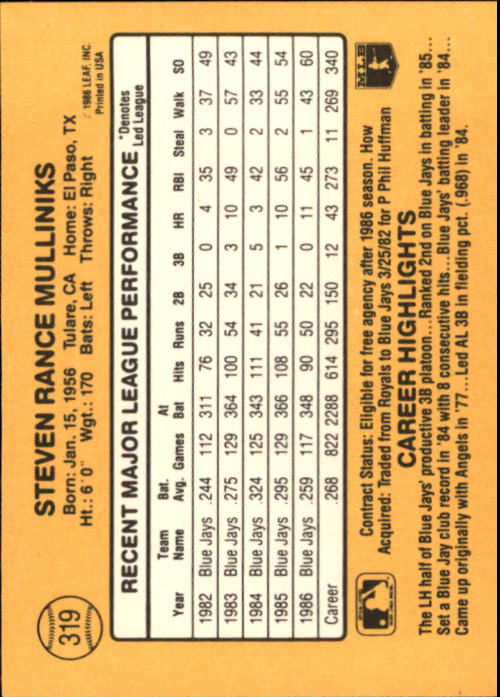 319
STEVEN RANCE MULLINIKS
Born: Jan. 15, 1956 Tulare, CA Home: El Paso, TX
Ht.: 6' 0" Wgt.: 170 Bats: Left Throws: Right
© 1986 LEAF, INC.
Printed in USA
RECENT MAJOR LEAGUE PERFORMANCE
*Denotes
Led League
Year Team Name Bat. Avg. Games At Bat Hits Runs 2B 3B HR RBI Steal Walk SO
1982 Blue Jays .244 112 311 76 32 25 0 4 35 3 37 49
1983 Blue Jays .275 129 364 100 54 34 3 10 49 0 57 43
1984 Blue Jays .324 125 343 111 41 21 5 3 42 2 33 44
1985 Blue Jays .295 129 366 108 55 26 1 10 56 2 55 54
1986 Blue Jays .259 117 348 90 50 22 0 11 45 1 43 60
Career .268 822 2288 614 295 150 12 43 273 11 269 340
Contract Status: Eligible for free agency after 1986 season. How
Acquired: Traded from Royals to Blue Jays 3/25/82 for P Phil Huffman
CAREER HIGHLIGHTS
The LH half of Blue Jays' productive 3B platoon...Ranked 2nd on Blue Jays in batting in '85...
Set a Blue Jay club record in '84 with 8 consecutive hits...Blue Jays' batting leader in '84...
Came up originally with Angels in '77...Led AL 3B in fielding pct. (.968) in '84.